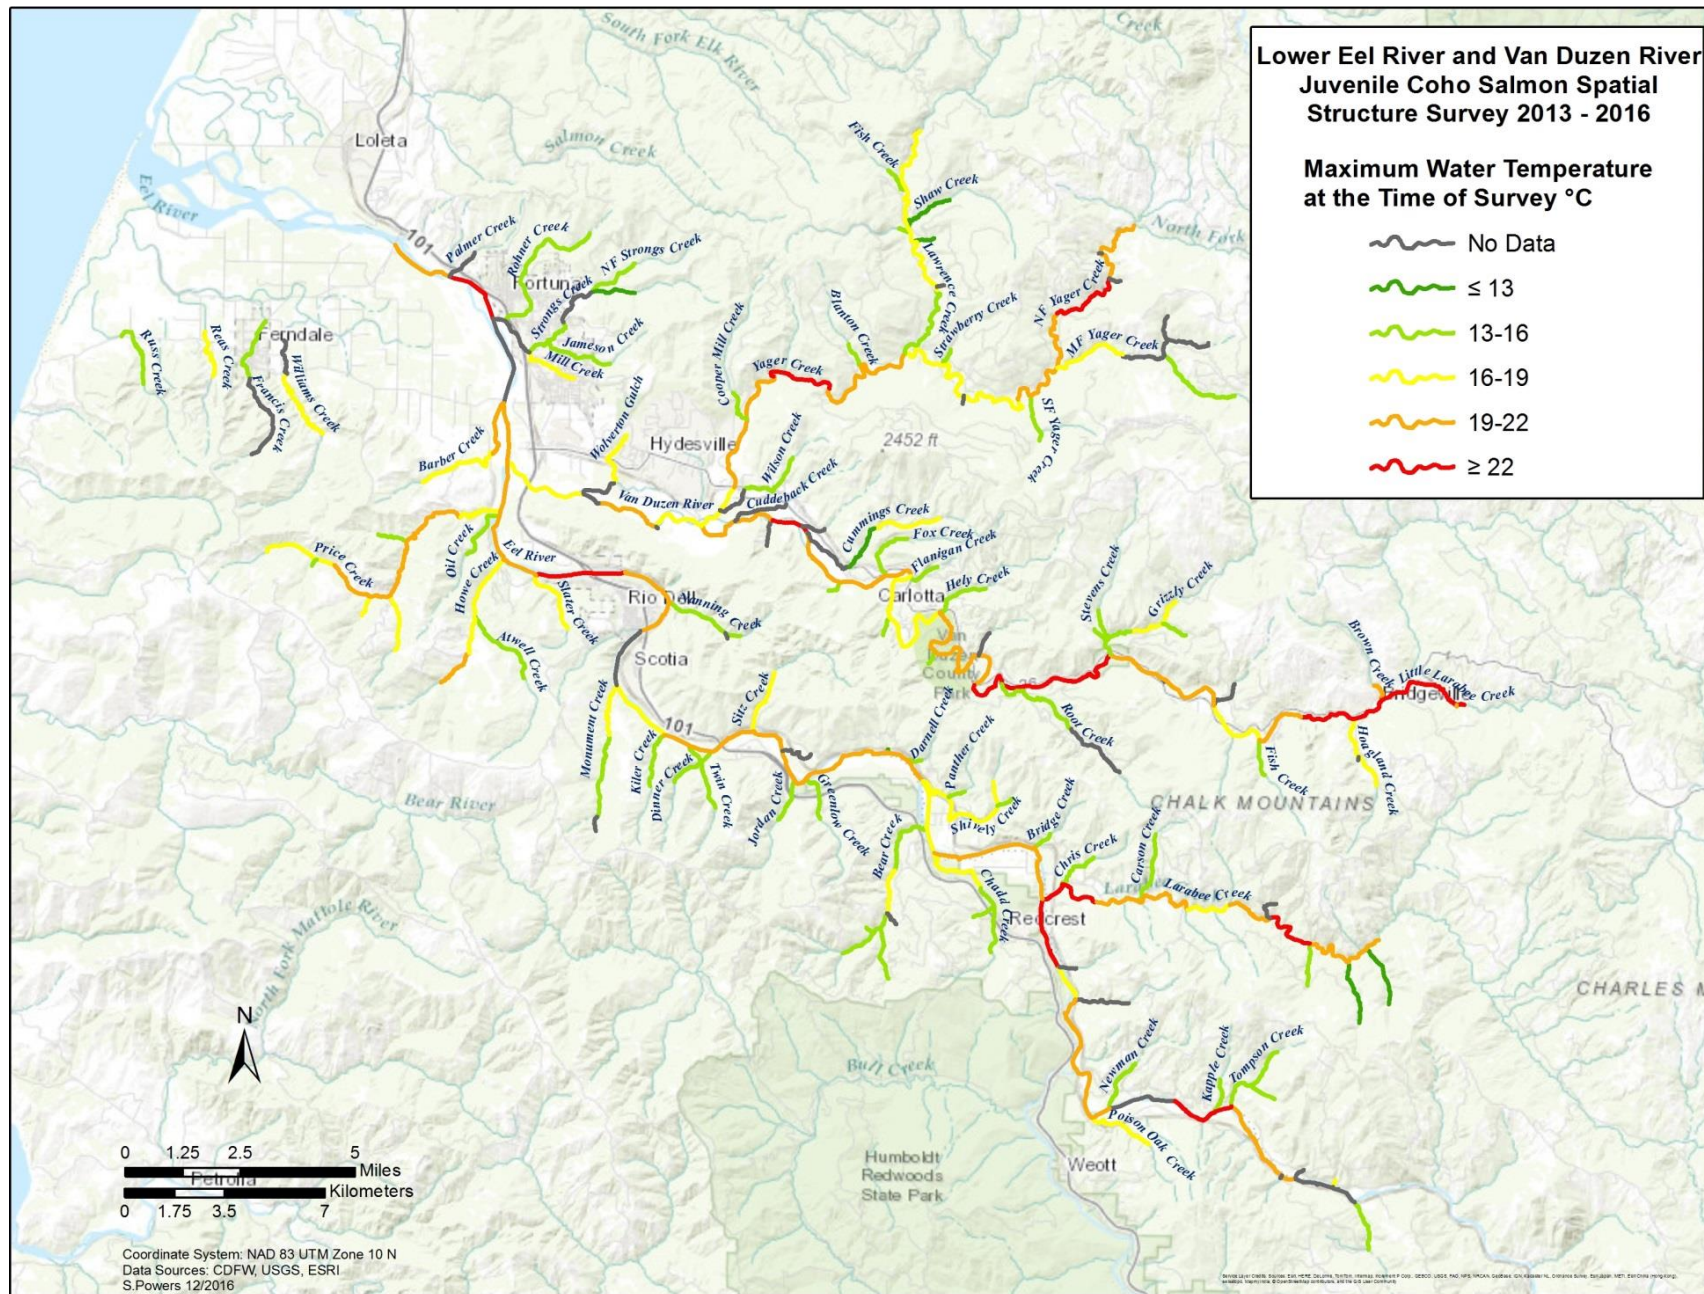 Lower Eel River and Van Duzen River
Juvenile Coho Salmon Spatial
Structure Survey 2013 - 2016
Maximum Water Temperature
at the Time of Survey °C
No Data
≤ 13
13-16
16-19
19-22
≥ 22
South Fork Elk River
Creek
Loleta
Salmon Creek
Eel River
101
Palmer Creek
Rohner Creek
Fortuna
NF Strongs Creek
Strongs Creek
Jameson Creek
Mill Creek
Fish Creek
Shaw Creek
Lawrence Creek
North Fork
NF Yager Creek
MF Yager Creek
Strawberry Creek
Blanton Creek
Yager Creek
Cooper Mill Creek
SF Yager Creek
Ferndale
Russ Creek
Reas Creek
Francis Creek
Williams Creek
Barber Creek
Wolverton Gulch
Hydesville
2452 ft
Wilson Creek
Van Duzen River
Cuddeback Creek
Cummings Creek
Fox Creek
Flanigan Creek
Hely Creek
Carlotta
Price Creek
Oil Creek
Howe Creek
Eel River
Slater Creek
Rio Dell
Nanning Creek
Atwell Creek
Scotia
Van
Duzen
County
Park
36
Stevens Creek
Grizzly Creek
Root Creek
Brown Creek
Little Larabee Creek
Bridgeville
Hoagland Creek
Fish Creek
CHALK MOUNTAINS
Monument Creek
101
Sitz Creek
Kiler Creek
Dinner Creek
Twin Creek
Jordan Creek
Greenlow Creek
Darnell Creek
Panther Creek
Shively Creek
Bear Creek
Bridge Creek
Chris Creek
Carson Creek
Larabee Creek
Chadd Creek
Redcrest
Bear River
North Fork Mattole River
CHARLES M
Bull Creek
Newman Creek
Kapple Creek
Tompson Creek
Poison Oak Creek
Weott
Humboldt
Redwoods
State Park
N
0 1.25 2.5 5
Miles
Petrolia
Kilometers
0 1.75 3.5 7
Coordinate System: NAD 83 UTM Zone 10 N
Data Sources: CDFW, USGS, ESRI
S.Powers 12/2016